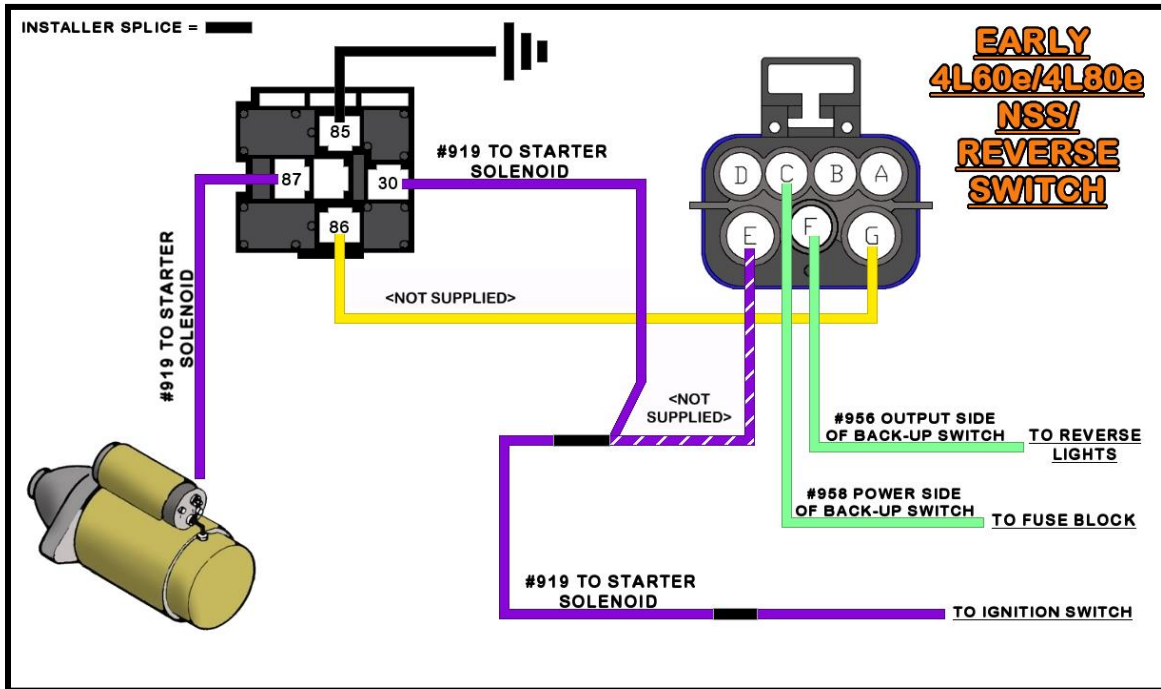 INSTALLER SPLICE =
EARLY
4L60e/4L80e
NSS/
REVERSE
SWITCH
85
87
30
86
#919 TO STARTER
SOLENOID
D
C
B
A
E
F
G
<NOT SUPPLIED>
#919 TO STARTER
SOLENOID
<NOT
SUPPLIED>
#956 OUTPUT SIDE
OF BACK-UP SWITCH
TO REVERSE
LIGHTS
#958 POWER SIDE
OF BACK-UP SWITCH
TO FUSE BLOCK
#919 TO STARTER
SOLENOID
TO IGNITION SWITCH